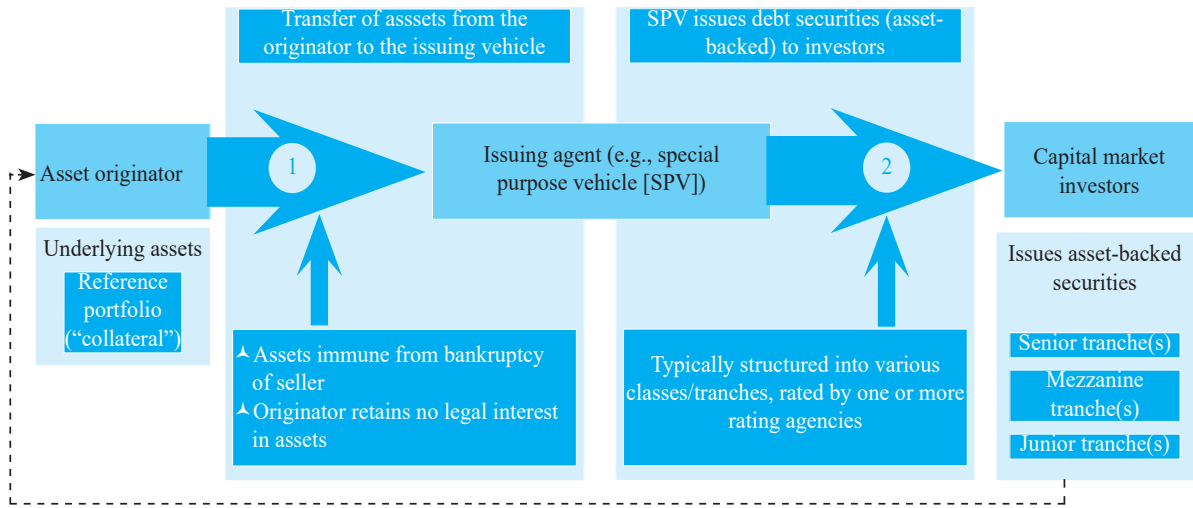 Transfer of asssets from the
originator to the issuing vehicle
SPV issues debt securities (asset-
backed) to investors
Asset originator
1
Issuing agent (e.g., special
purpose vehicle [SPV])
2
Capital market
investors
Underlying assets
Reference
portfolio
(“collateral”)
Assets immune from bankruptcy
of seller
Originator retains no legal interest
in assets
Typically structured into various
classes/tranches, rated by one or more
rating agencies
Issues asset-backed
securities
Senior tranche(s)
Mezzanine
tranche(s)
Junior tranche(s)